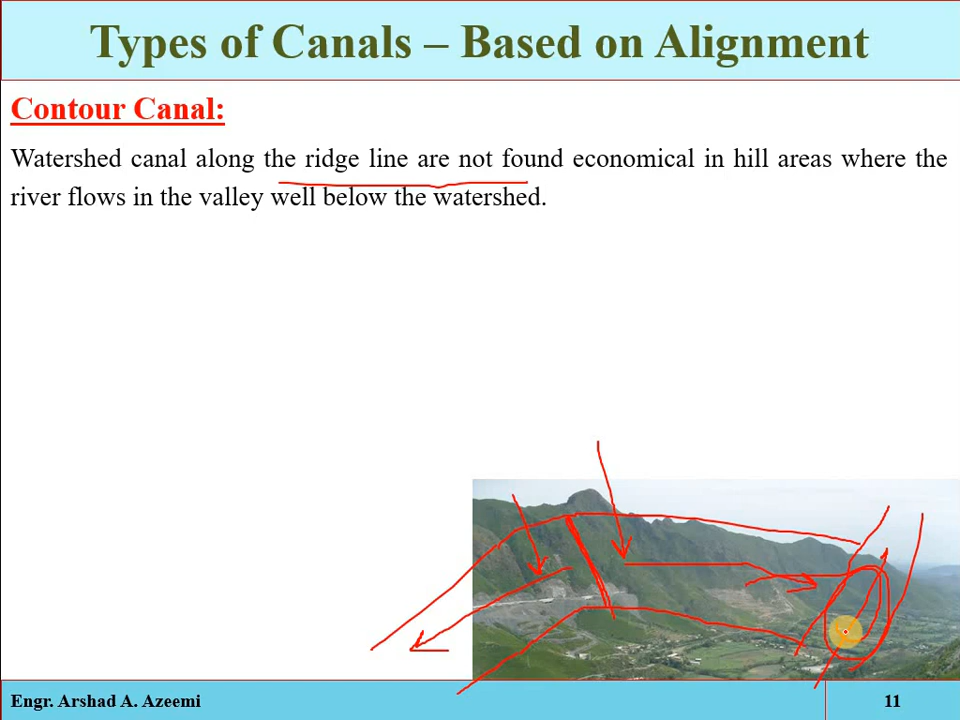 Types of Canals – Based on Alignment
Contour Canal:
Watershed canal along the ridge line are not found economical in hill areas where the
river flows in the valley well below the watershed.
Engr. Arshad A. Azeemi
11